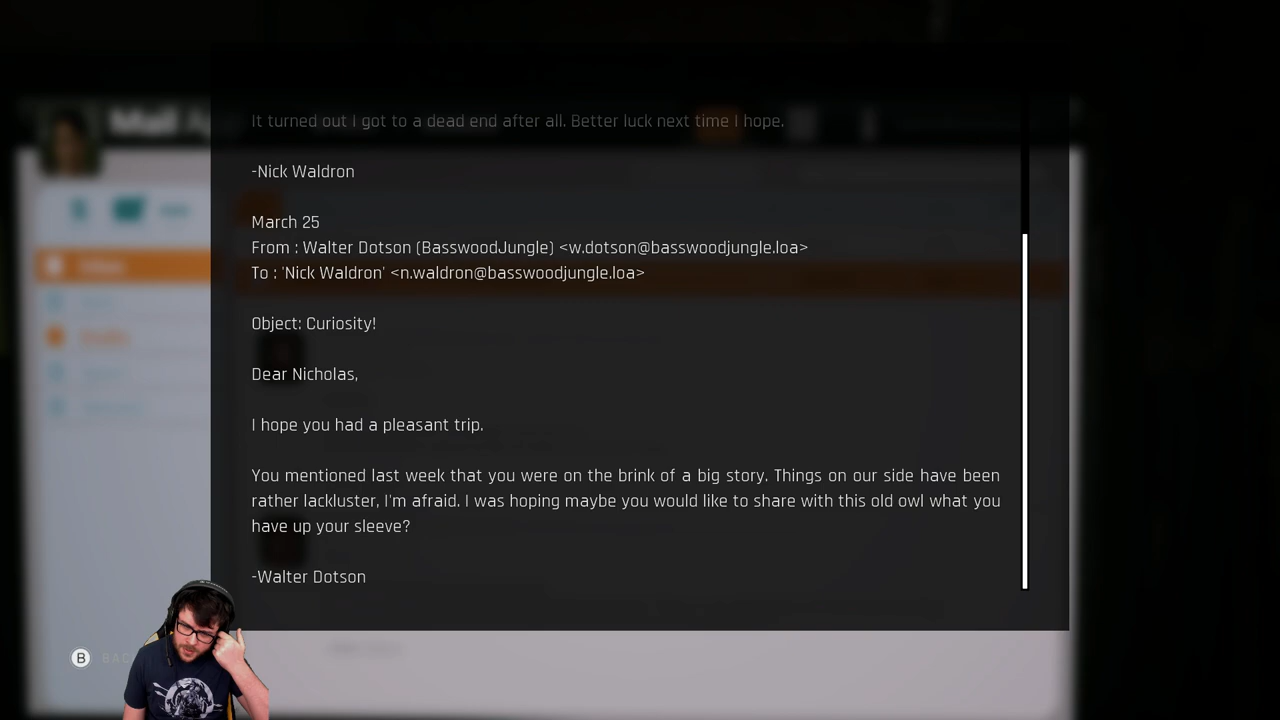 Mail
It turned out I got to a dead end after all. Better luck next time I hope.
-Nick Waldron
March 25
From : Walter Dotson (BasswoodJungle) <w.dotson@basswoodjungle.loa>
To : 'Nick Waldron' <n.waldron@basswoodjungle.loa>
Object: Curiosity!
Dear Nicholas,
I hope you had a pleasant trip.
You mentioned last week that you were on the brink of a big story. Things on our side have been
rather lackluster, I'm afraid. I was hoping maybe you would like to share with this old owl what you
have up your sleeve?
-Walter Dotson
B